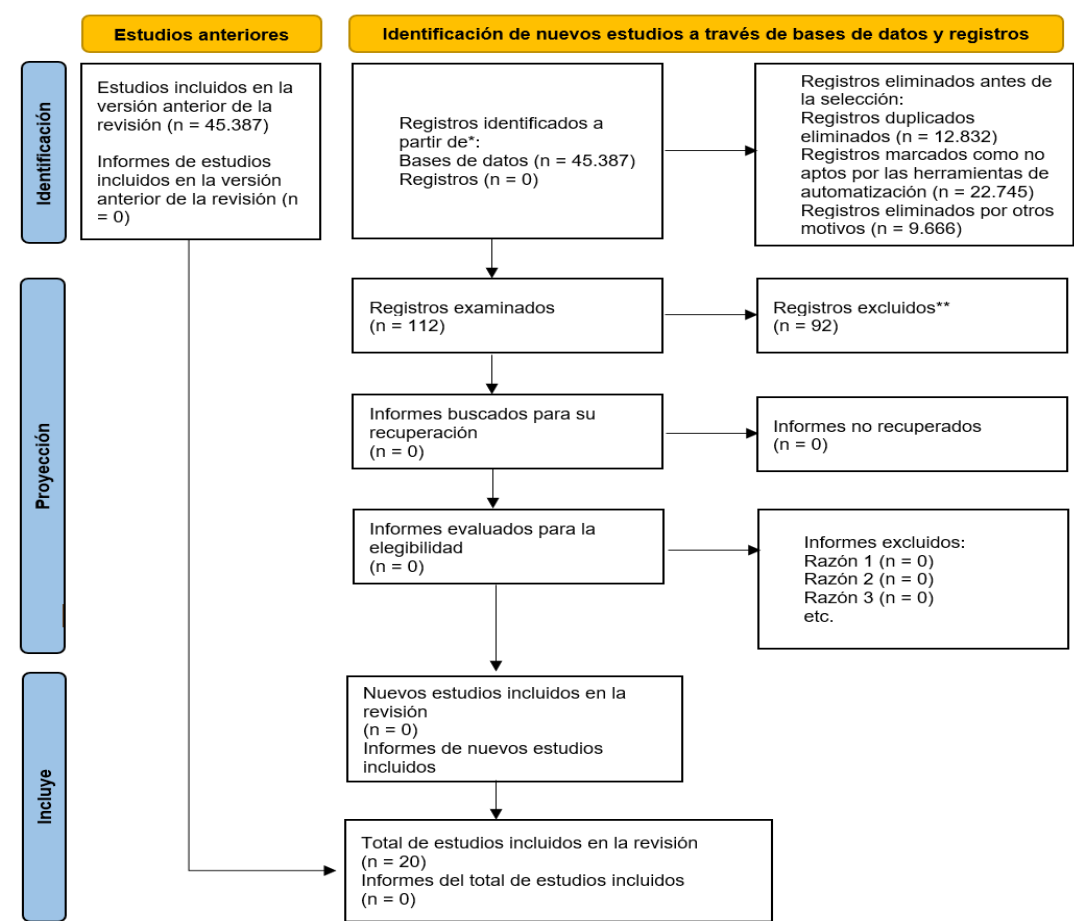 Estudios anteriores
Identificación de nuevos estudios a través de bases de datos y registros
Identificación
Estudios incluidos en la
versión anterior de la
revisión (n = 45.387)
Informes de estudios
incluidos en la versión
anterior de la revisión (n
= 0)
Registros identificados a
partir de*:
Bases de datos (n = 45.387)
Registros (n = 0)
Registros eliminados antes de
la selección:
Registros duplicados
eliminados (n = 12.832)
Registros marcados como no
aptos por las herramientas de
automatización (n = 22.745)
Registros eliminados por otros
motivos (n = 9.666)
Proyección
Registros examinados
(n = 112)
Registros excluidos**
(n = 92)
Informes buscados para su
recuperación
(n = 0)
Informes no recuperados
(n = 0)
Informes evaluados para la
elegibilidad
(n = 0)
Informes excluidos:
Razón 1 (n = 0)
Razón 2 (n = 0)
Razón 3 (n = 0)
etc.
Incluye
Nuevos estudios incluidos en la
revisión
(n = 0)
Informes de nuevos estudios
incluidos
Total de estudios incluidos en la revisión
(n = 20)
Informes del total de estudios incluidos
(n = 0)